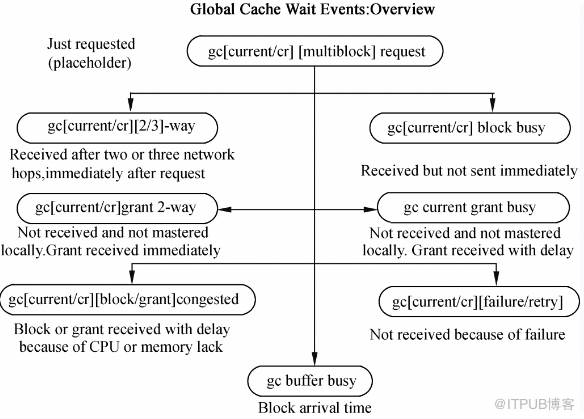 Global Cache Wait Events:Overview
Just requested
(placeholder)
gc[current/cr] [multiblock] request
gc[current/cr][2/3]-way
gc[current/cr] block busy
Received after two or three network
hops,immediately after request
Received but not sent immediately
gc[current/cr]grant 2-way
gc current grant busy
Not received and not mastered
locally.Grant received immediately
Not received and not mastered
locally. Grant received with delay
gc[current/cr][block/grant]congested
gc[current/cr][failure/retry]
Block or grant received with delay
because of CPU or memory lack
Not received because of failure
gc buffer busy
Block arrival time
@ITPUB博客